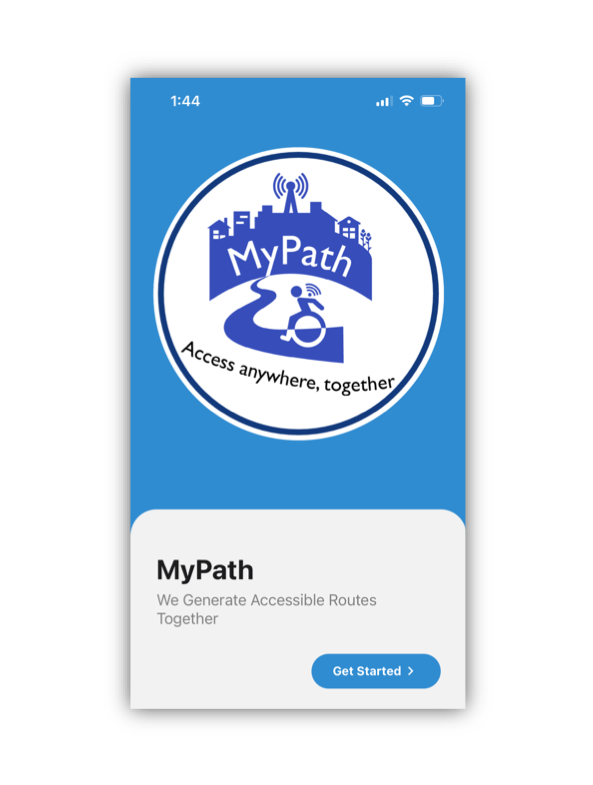 1:44
MyPath
Access anywhere, together
MyPath
We Generate Accessible Routes
Together
Get Started